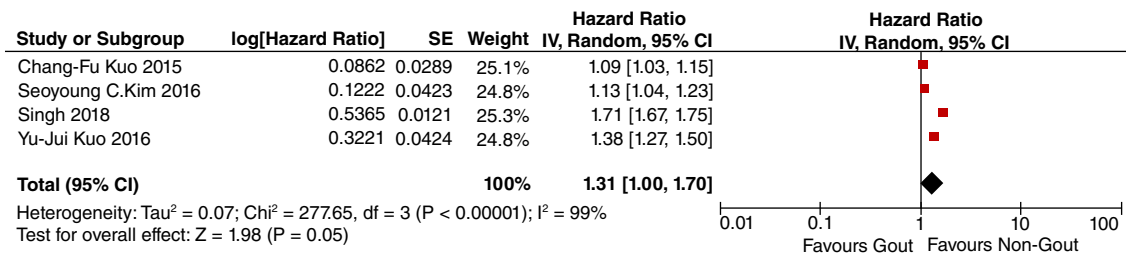 Hazard Ratio Hazard Ratio
Study or Subgroup log[Hazard Ratio] SE Weight IV, Random, 95% CI IV, Random, 95% CI
Chang-Fu Kuo 2015 0.0862 0.0289 25.1% 1.09 [1.03, 1.15]
Seoyoung C.Kim 2016 0.1222 0.0423 24.8% 1.13 [1.04, 1.23]
Singh 2018 0.5365 0.0121 25.3% 1.71 [1.67, 1.75]
Yu-Jui Kuo 2016 0.3221 0.0424 24.8% 1.38 [1.27, 1.50]
Total (95% CI) 100% 1.31 [1.00, 1.70]
Heterogeneity: Tau² = 0.07; Chi² = 277.65, df = 3 (P < 0.00001); I² = 99%
Test for overall effect: Z = 1.98 (P = 0.05)
0.01 0.1 1 10 100
Favours Gout Favours Non-Gout